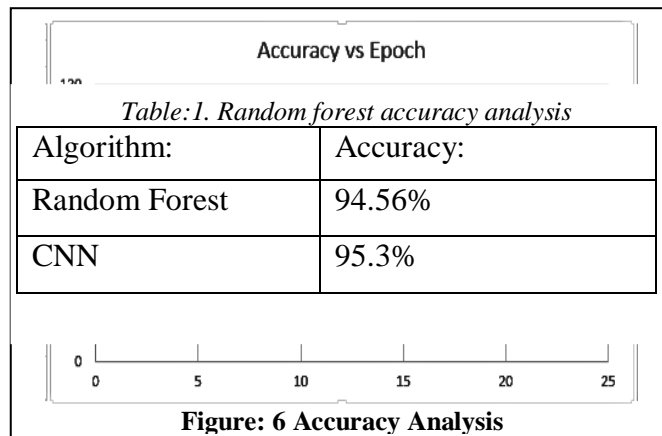 Accuracy vs Epoch
120
Table:1. Random forest accuracy analysis
Algorithm: Accuracy:
Random Forest 94.56%
CNN 95.3%
0
0 5 10 15 20 25
Figure: 6 Accuracy Analysis